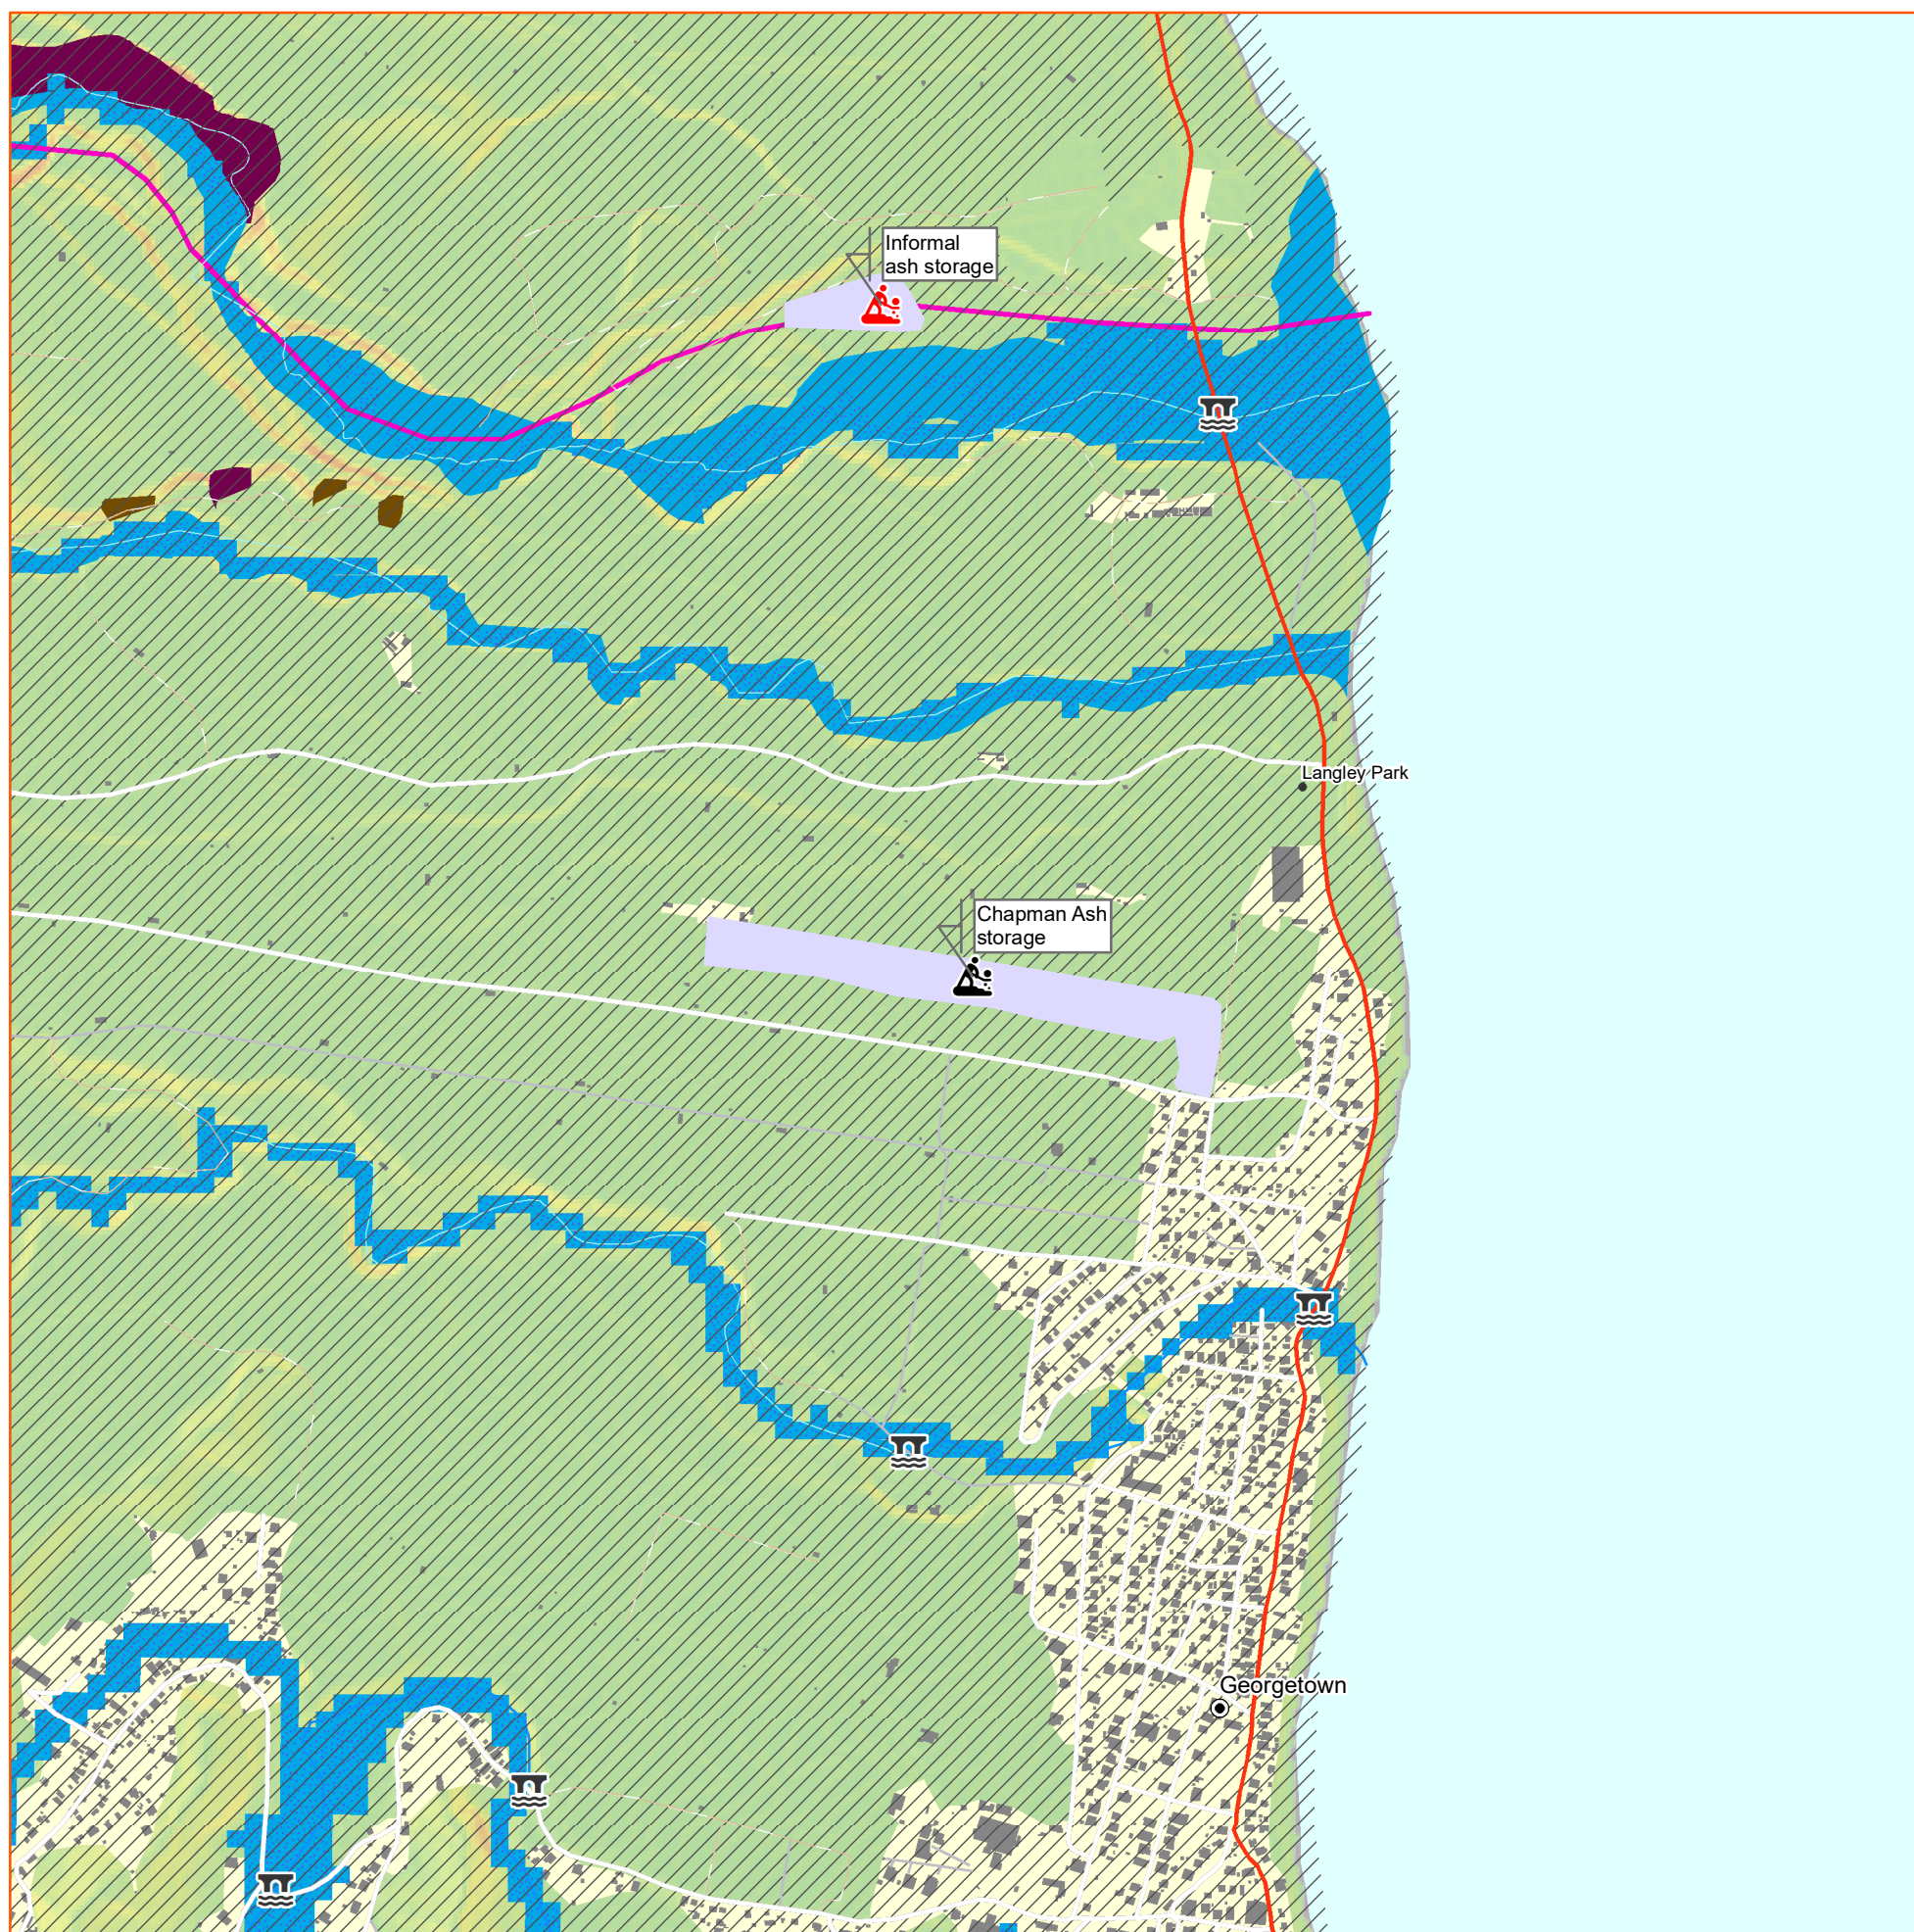 Informal
ash storage
Langley Park
Chapman Ash
storage
Georgetown